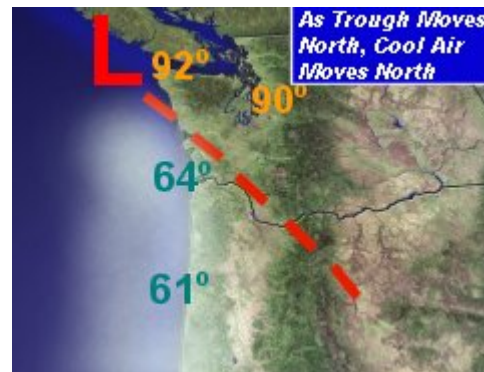 As Trough Moves
North, Cool Air
Moves North
L
92º
90º
64º
61º